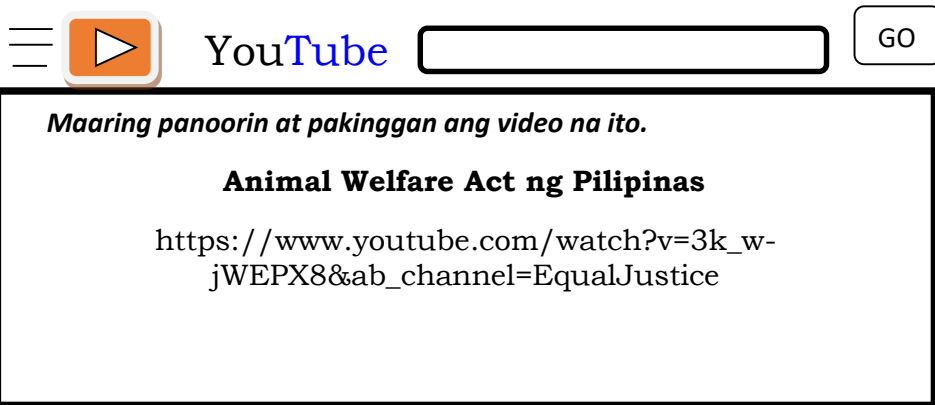 YouTube
GO
Maaring panoorin at pakinggan ang video na ito.
Animal Welfare Act ng Pilipinas
https://www.youtube.com/watch?v=3k_w-
jWEPX8&ab_channel=EqualJustice